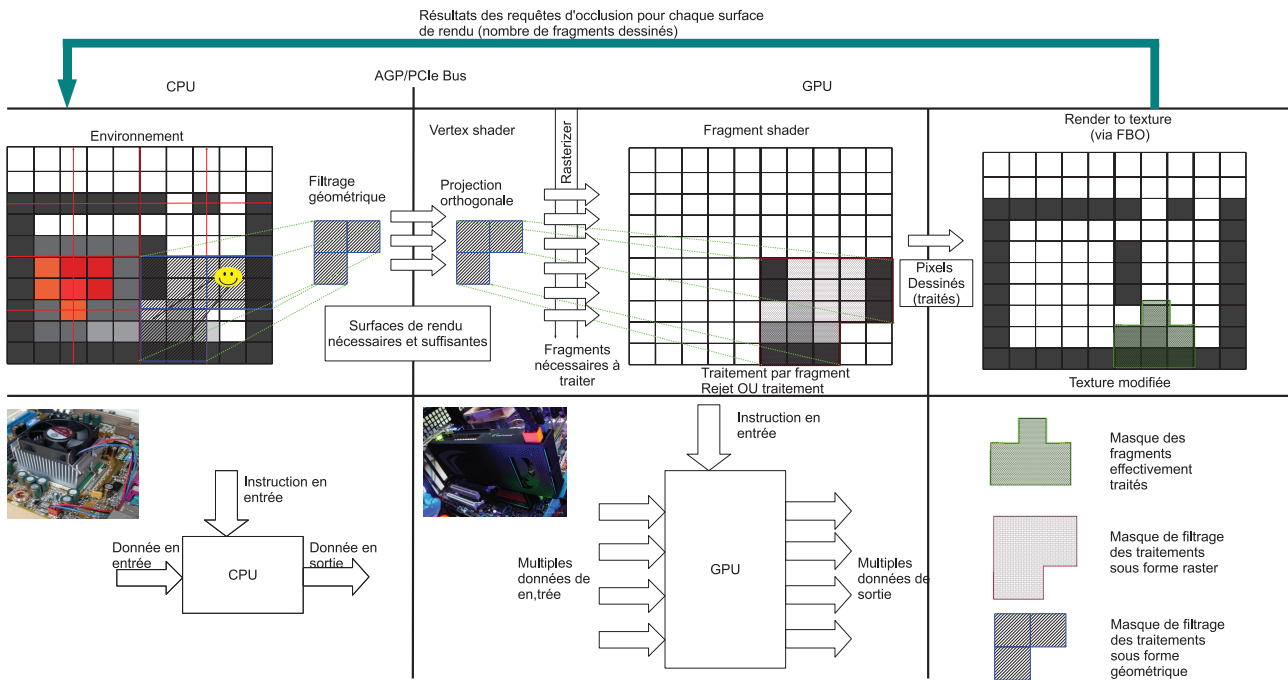 Résultats des requêtes d'occlusion pour chaque surface
de rendu (nombre de fragments dessinés)
CPU
AGP/PCIe Bus
GPU
Environnement
Filtrage
géométrique
Vertex shader
Projection
orthogonale
Rasterizer
Fragment shader
Render to texture
(via FBO)
Pixels
Dessinés
(traités)
Surfaces de rendu
nécessaires et suffisantes
Fragments
nécessaires à
traiter
Traitement par fragment
Rejet OU traitement
Texture modifiée
Instruction en
entrée
Donnée en
entrée
CPU
Donnée en
sortie
Instruction en
entrée
Multiples
données de
en,trée
GPU
Multiples
données de
sortie
Masque des
fragments
effectivement
traités
Masque de filtrage
des traitements
sous forme raster
Masque de filtrage
des traitements
sous forme
géométrique